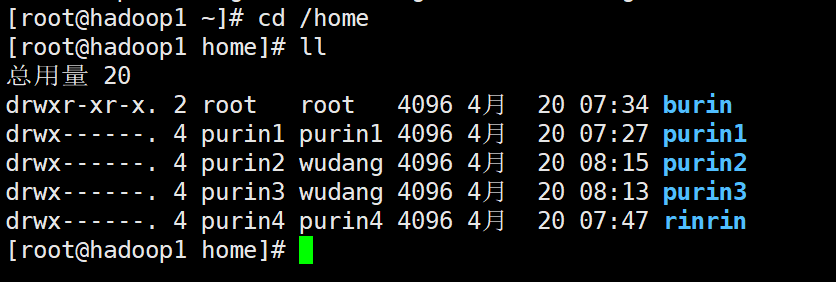 [root@hadoop1 ~]# cd /home
[root@hadoop1 home]# ll
总用量 20
drwxr-xr-x. 2 root   root   4096 4月  20 07:34 burin
drwx------. 4 purin1 purin1 4096 4月  20 07:27 purin1
drwx------. 4 purin2 wudang 4096 4月  20 08:15 purin2
drwx------. 4 purin3 wudang 4096 4月  20 08:13 purin3
drwx------. 4 purin4 purin4 4096 4月  20 07:47 rinrin
[root@hadoop1 home]#